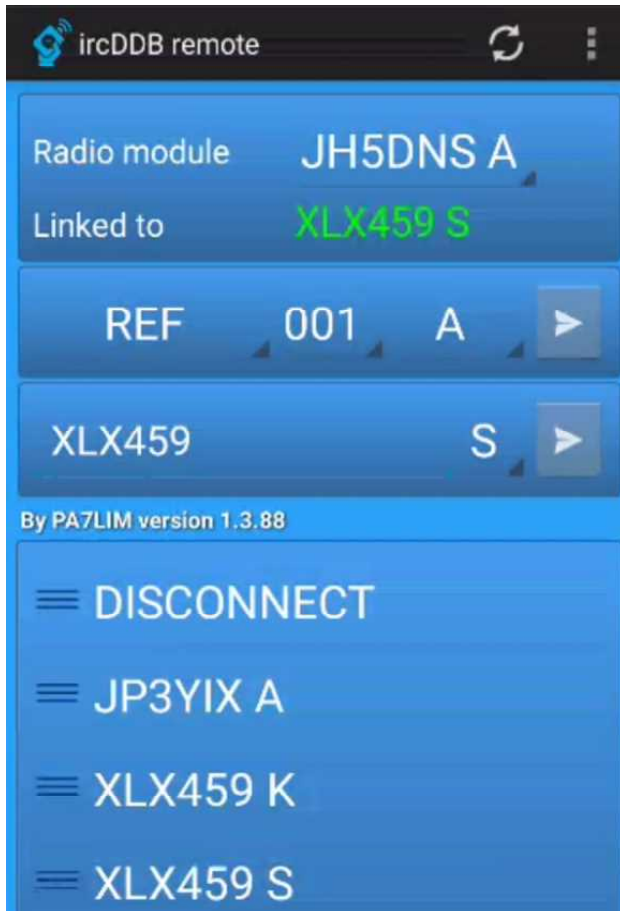 ircDDB remote
Radio module JH5DNS A
Linked to XLX459 S
REF 001 A
XLX459 S
By PA7LIM version 1.3.88
DISCONNECT
JP3YIX A
XLX459 K
XLX459 S